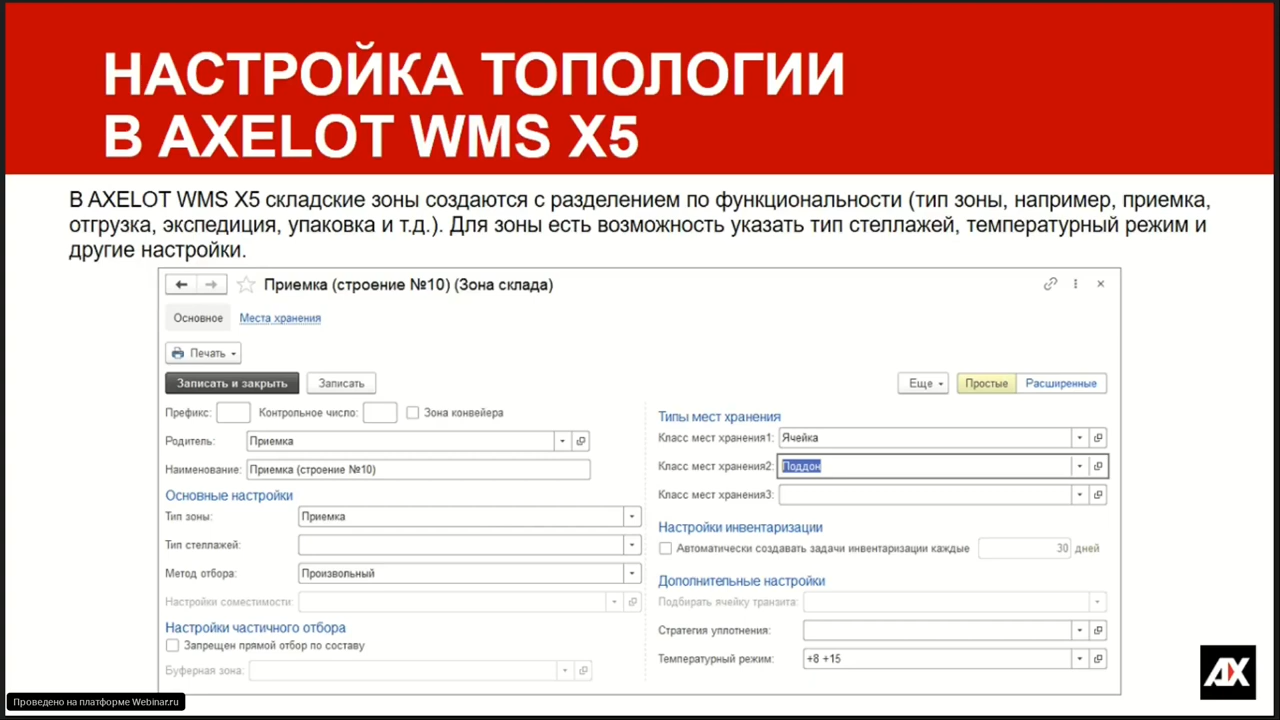 НАСТРОЙКА ТОПОЛОГИИ
В AXELOT WMS X5
В AXELOT WMS X5 складские зоны создаются с разделением по функциональности (тип зоны, например, приемка,
отгрузка, экспедиция, упаковка и т.д.). Для зоны есть возможность указать тип стеллажей, температурный режим и
другие настройки.
Приемка (строение №10) (Зона склада)
Основное Места хранения
Печать
Записать и закрыть Записать Еще Простые Расширенные
Префикс: Контрольное число: Зона конвейера
Родитель: Приемка
Наименование: Приемка (строение №10)
Основные настройки
Тип зоны: Приемка
Тип стеллажей:
Метод отбора: Произвольный
Настройки соместимости:
Настройки частичного отбора
Запрещен прямой отбор по составу
Буферная зона:
Типы мест хранения
Класс мест хранения1: Ячейка
Класс мест хранения2: Поддон
Класс мест хранения3:
Настройки инвентаризации
Автоматически создавать задачи инвентаризации каждые 30 дней
Дополнительные настройки
Подбирать ячейку транзита:
Стратегия уплотнения:
Температурный режим: +8 +15
AX
Проведено на платформе Webinar.ru